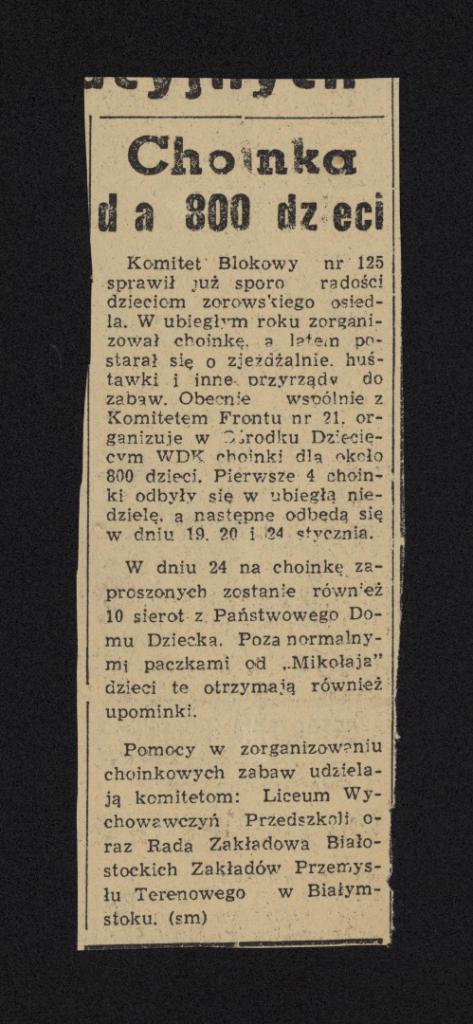 Choinka
dla 800 dzieci
Komitet Blokowy nr 125
sprawił już sporo radości
dzieciom zorowskiego osied-
la. W ubiegłym roku zorgani-
zował choinkę, a latem po-
starał się o zjeżdżalnie, huś-
tawki i inne przyrządy do
zabaw. Obecnie wspólnie z
Komitetem Frontu nr 21, or-
ganizuje w Ośrodku Dziecię-
cym WDK choinki dla około
800 dzieci. Pierwsze 4 choin-
ki odbyły się w ubiegłą nie-
dzielę, a następne odbędą się
w dniu 19, 20 i 24 stycznia.
W dniu 24 na choinkę za-
proszonych zostanie również
10 sierot z Państwowego Do-
mu Dziecka. Poza normalny-
mi paczkami od „Mikołaja”
dzieci te otrzymają również
upominki.
Pomocy w zorganizowaniu
choinkowych zabaw udziela-
ją komitetom: Liceum Wy-
chowawczyń Przedszkoli o-
raz Rada Zakładowa Biało-
stockich Zakładów Przemys-
łu Terenowego w Białym-
stoku. (sm)